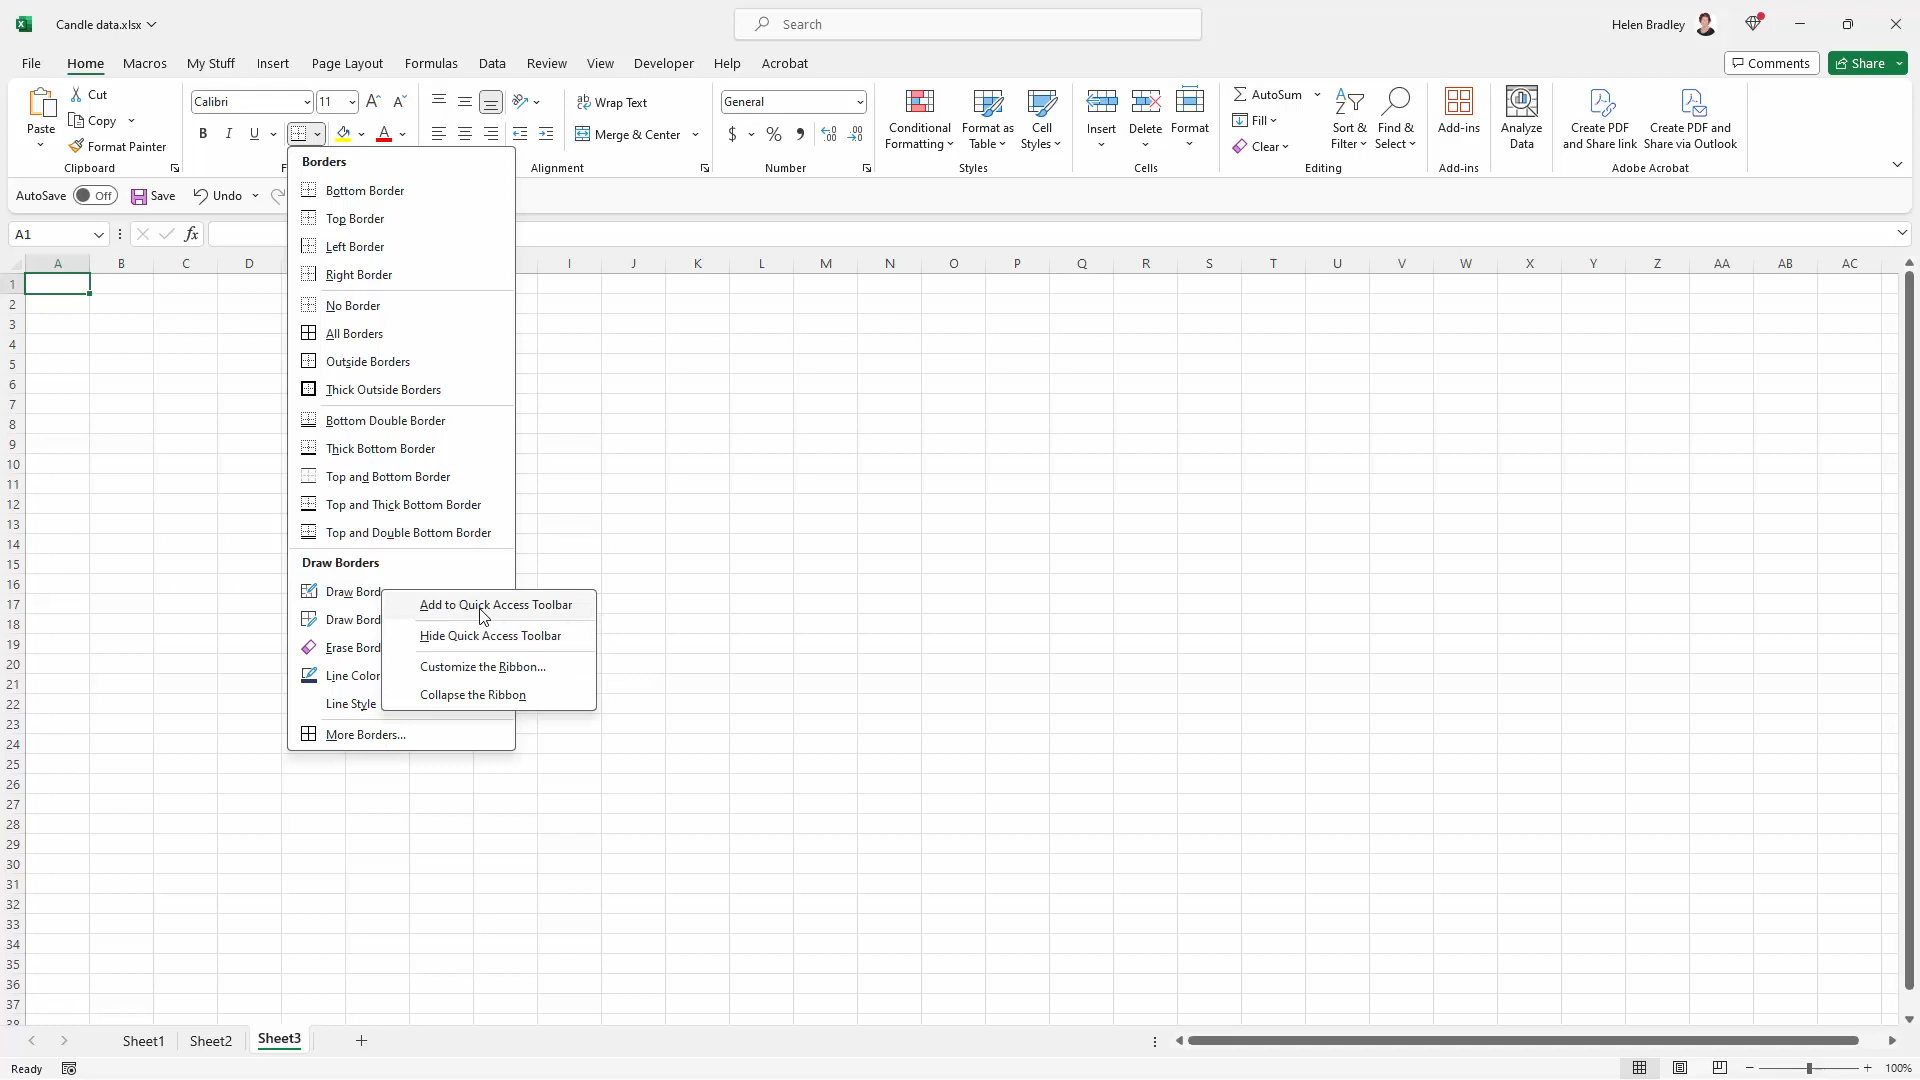 Candle data.xlsx
Search
Helen Bradley
File Home Macros My Stuff Insert Page Layout Formulas Data Review View Developer Help Acrobat
Comments Share
Paste
Cut
Copy
Format Painter
Clipboard
Calibri 11
B I U
Wrap Text
Merge & Center
Alignment
General
$ % 9
Number
Conditional Formatting
Format as Table
Cell Styles
Styles
Insert Delete Format
Cells
AutoSum
Fill
Clear
Sort & Filter
Find & Select
Editing
Add-ins
Add-ins
Analyze Data
Create PDF and Share link
Create PDF and Share via Outlook
Adobe Acrobat
AutoSave Off Save Undo
A1 fx
A B C D I J K L M N O P Q R S T U V W X Y Z AA AB AC
Borders
Bottom Border
Top Border
Left Border
Right Border
No Border
All Borders
Outside Borders
Thick Outside Borders
Bottom Double Border
Thick Bottom Border
Top and Bottom Border
Top and Thick Bottom Border
Top and Double Bottom Border
Draw Borders
Draw Bord
Draw Bord
Erase Bord
Line Color
Line Style
More Borders...
Add to Quick Access Toolbar
Hide Quick Access Toolbar
Customize the Ribbon...
Collapse the Ribbon
1
2
3
4
5
6
7
8
9
10
11
12
13
14
15
16
17
18
19
20
21
22
23
24
25
26
27
28
29
30
31
32
33
34
35
36
37
38
Sheet1 Sheet2 Sheet3
Ready
100%